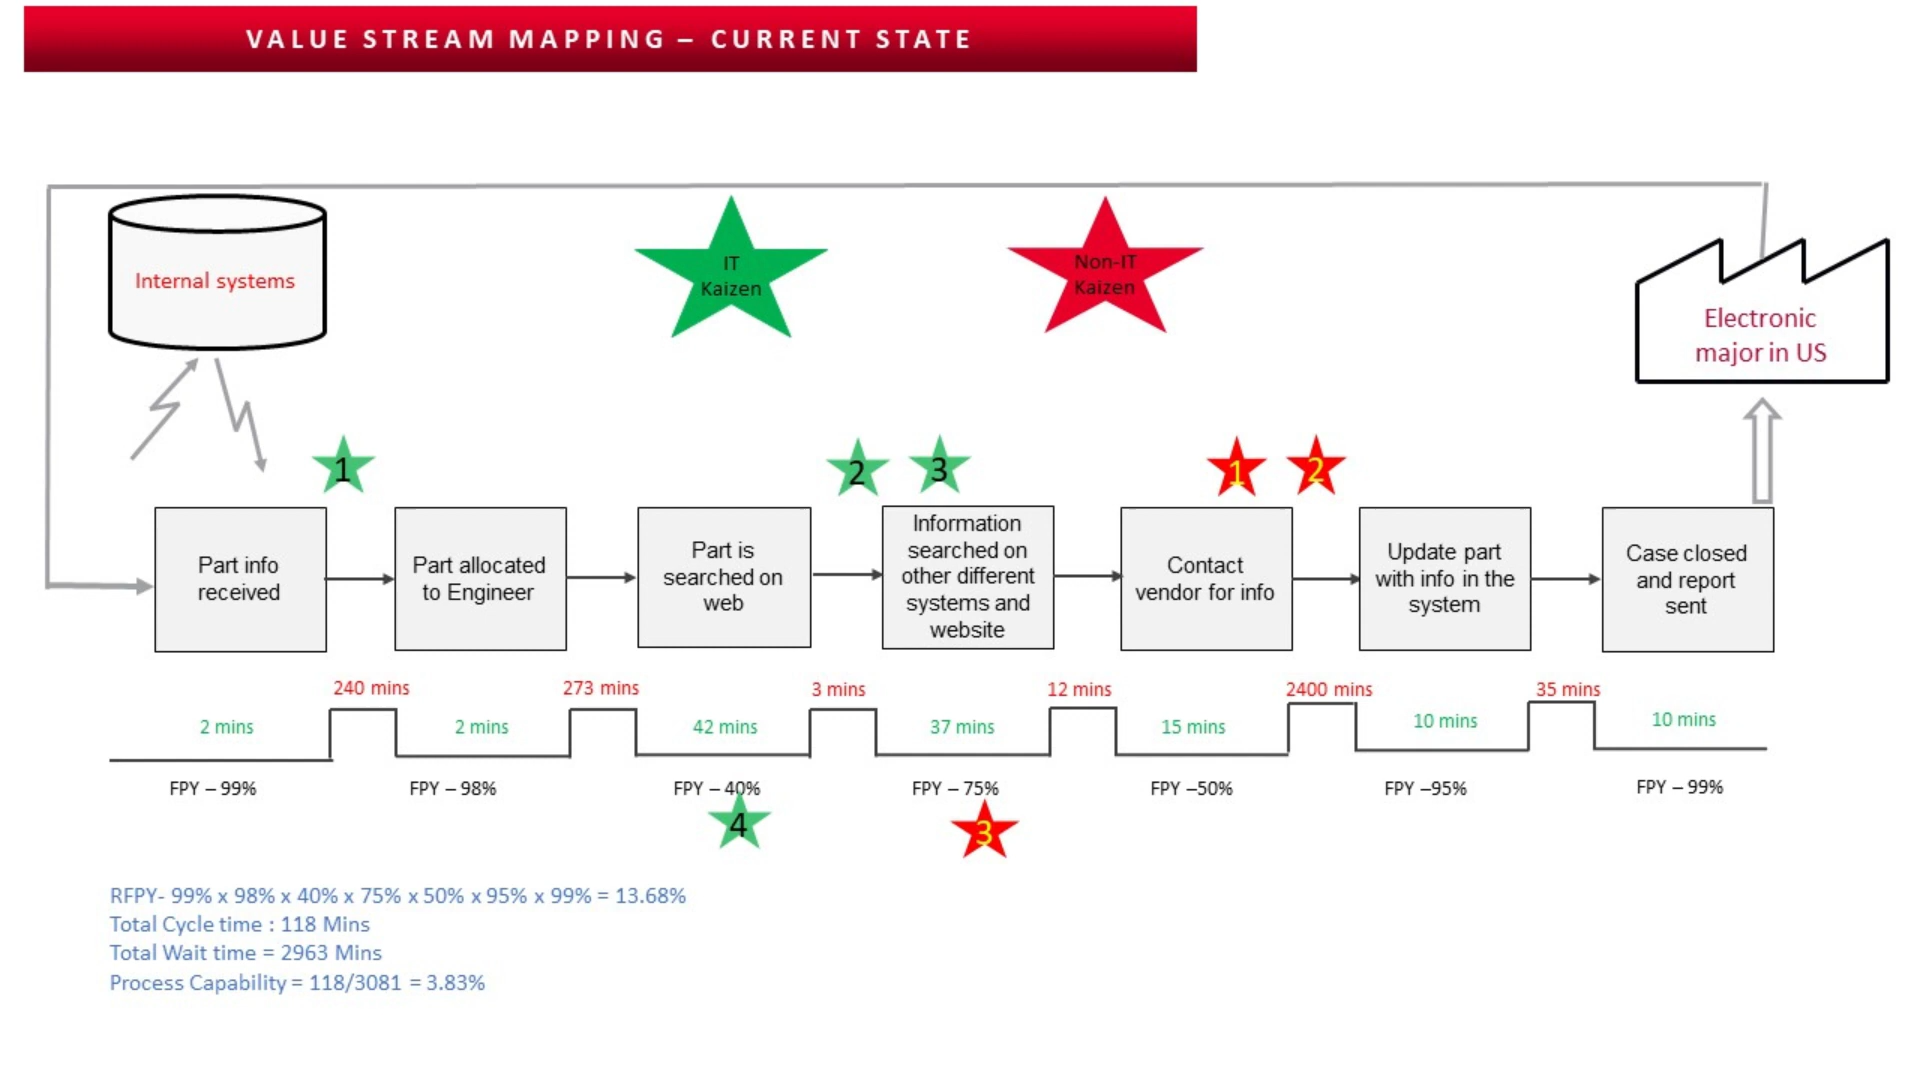 VALUE STREAM MAPPING – CURRENT STATE
Internal systems
IT
Kaizen
Non-IT
Kaizen
Electronic
major in US
1
2
3
1
2
Part info
received
Part allocated
to Engineer
Part is
searched on
web
Information
searched on
other different
systems and
website
Contact
vendor for info
Update part
with info in the
system
Case closed
and report
sent
240 mins
273 mins
3 mins
12 mins
2400 mins
35 mins
2 mins
2 mins
42 mins
37 mins
15 mins
10 mins
10 mins
FPY – 99%
FPY – 98%
FPY – 40%
FPY – 75%
FPY –50%
FPY –95%
FPY – 99%
4
3
RFPY- 99% x 98% x 40% x 75% x 50% x 95% x 99% = 13.68%
Total Cycle time : 118 Mins
Total Wait time = 2963 Mins
Process Capability = 118/3081 = 3.83%